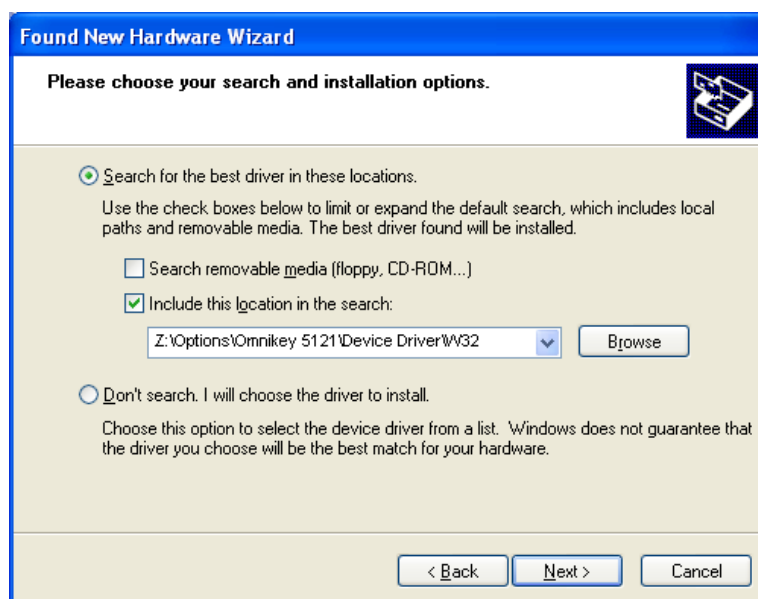 Found New Hardware Wizard
Please choose your search and installation options.
Search for the best driver in these locations.
Use the check boxes below to limit or expand the default search, which includes local
paths and removable media. The best driver found will be installed.
Search removable media (floppy, CD-ROM...)
Include this location in the search:
Z:\Options\Omnikey 5121\Device Driver\W32
Browse
Don't search. I will choose the driver to install.
Choose this option to select the device driver from a list. Windows does not guarantee that
the driver you choose will be the best match for your hardware.
< Back
Next >
Cancel